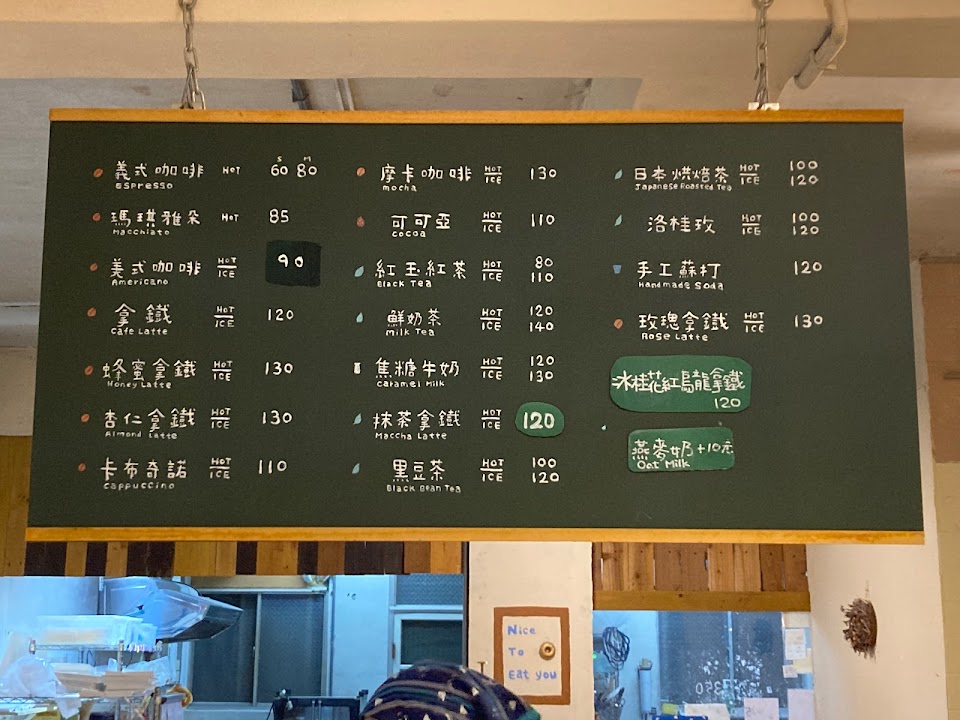 S M
義式咖啡 HOT 60 80
Espresso
瑪琪雅朵 HOT 85
Macchiato
美式咖啡 HOT ICE 90
Americano
拿鐵 HOT ICE 120
Cafe Latte
蜂蜜拿鐵 HOT ICE 130
Honey Latte
杏仁拿鐵 HOT ICE 130
Almond Latte
卡布奇諾 HOT ICE 110
Cappuccino
摩卡咖啡 HOT ICE 130
mocha
可可亞 HOT ICE 110
cocoa
紅玉紅茶 HOT ICE 80 110
Black Tea
鮮奶茶 HOT ICE 120 140
Milk Tea
焦糖牛奶 HOT ICE 120 130
Caramel Milk
抹茶拿鐵 HOT ICE 120
Maccha Latte
黑豆茶 HOT ICE 100 120
Black Bean Tea
日本烘焙茶 HOT ICE 100 120
Japanese Roasted Tea
洛桂玫 HOT ICE 100 120
手工蘇打 120
Handmade Soda
玫瑰拿鐵 HOT ICE 130
Rose Latte
冰桂花紅烏龍拿鐵
120
燕麥奶+10元
Oat Milk
Nice
To
Eat you